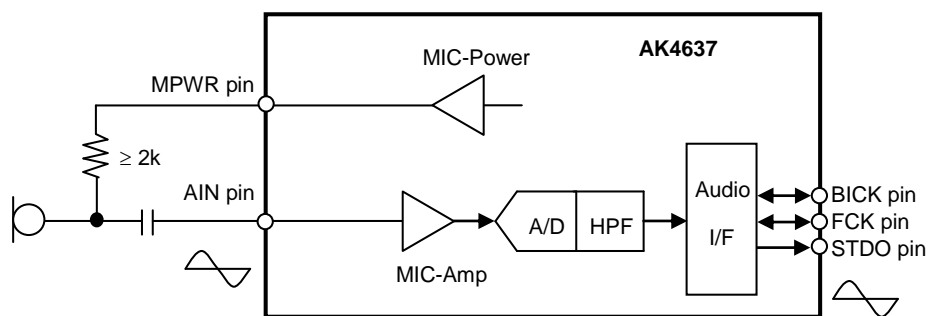 AK4637
MIC-Power
MPWR pin
≥ 2k
AIN pin
MIC-Amp
A/D
HPF
Audio
I/F
BICK pin
FCK pin
STDO pin